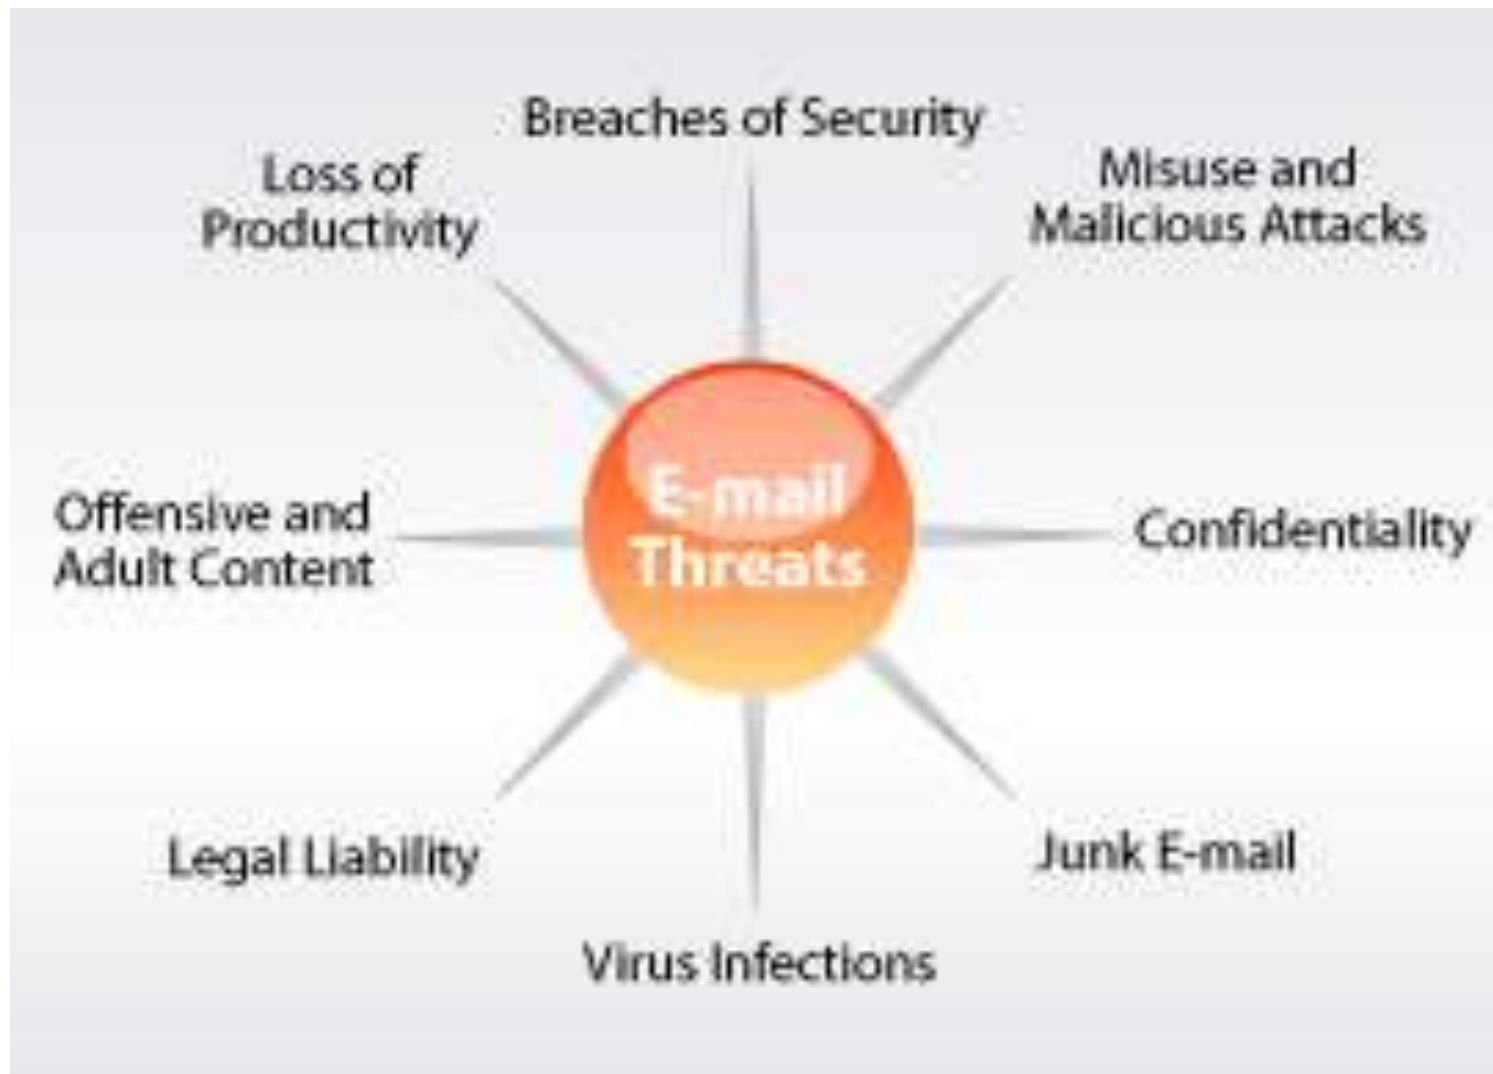 Breaches of Security
Loss of
Productivity
Misuse and
Malicious Attacks
E-mail
Threats
Offensive and
Adult Content
Confidentiality
Legal Liability
Junk E-mail
Virus Infections